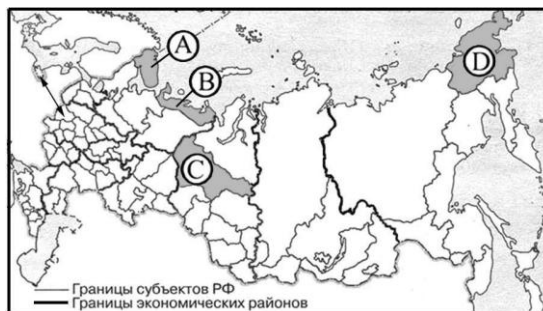 A
B
C
D
Границы субъектов РФ
Границы экономических районов